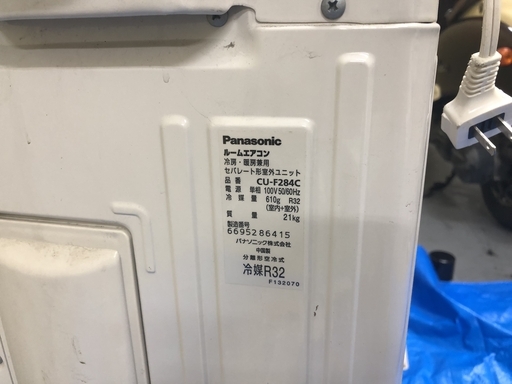 Panasonic
ルームエアコン
冷房・暖房兼用
セパレート形室外ユニット
品番 CU-F284C
電源 単相 100V 50/60Hz
冷媒量 610g R32
(室内+室外)
質量 21kg
製造番号
6695286415
パナソニック株式会社
中国製
分離形空冷式
冷媒R32
F132070